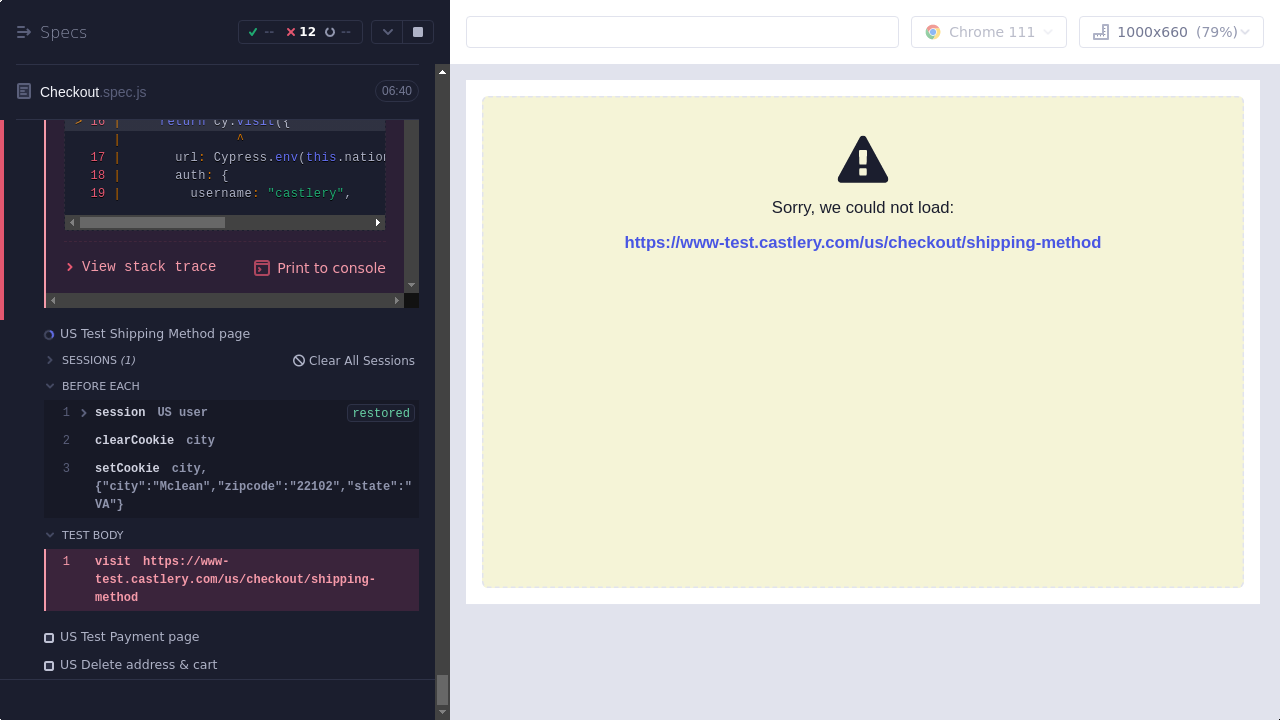 Specs
-- 12 --
Chrome 111
1000x660 (79%)
Checkout.spec.js
06:40
> 16 | return cy.visit({
| ^
17 | url: Cypress.env(this.nation
18 | auth: {
19 | username: "castlery",
View stack trace
Print to console
US Test Shipping Method page
SESSIONS (1)
Clear All Sessions
BEFORE EACH
1 session US user restored
2 clearCookie city
3 setCookie city,
{"city":"Mclean","zipcode":"22102","state":"
VA"}
TEST BODY
1 visit https://www-
test.castlery.com/us/checkout/shipping-
method
US Test Payment page
US Delete address & cart
Sorry, we could not load:
https://www-test.castlery.com/us/checkout/shipping-method